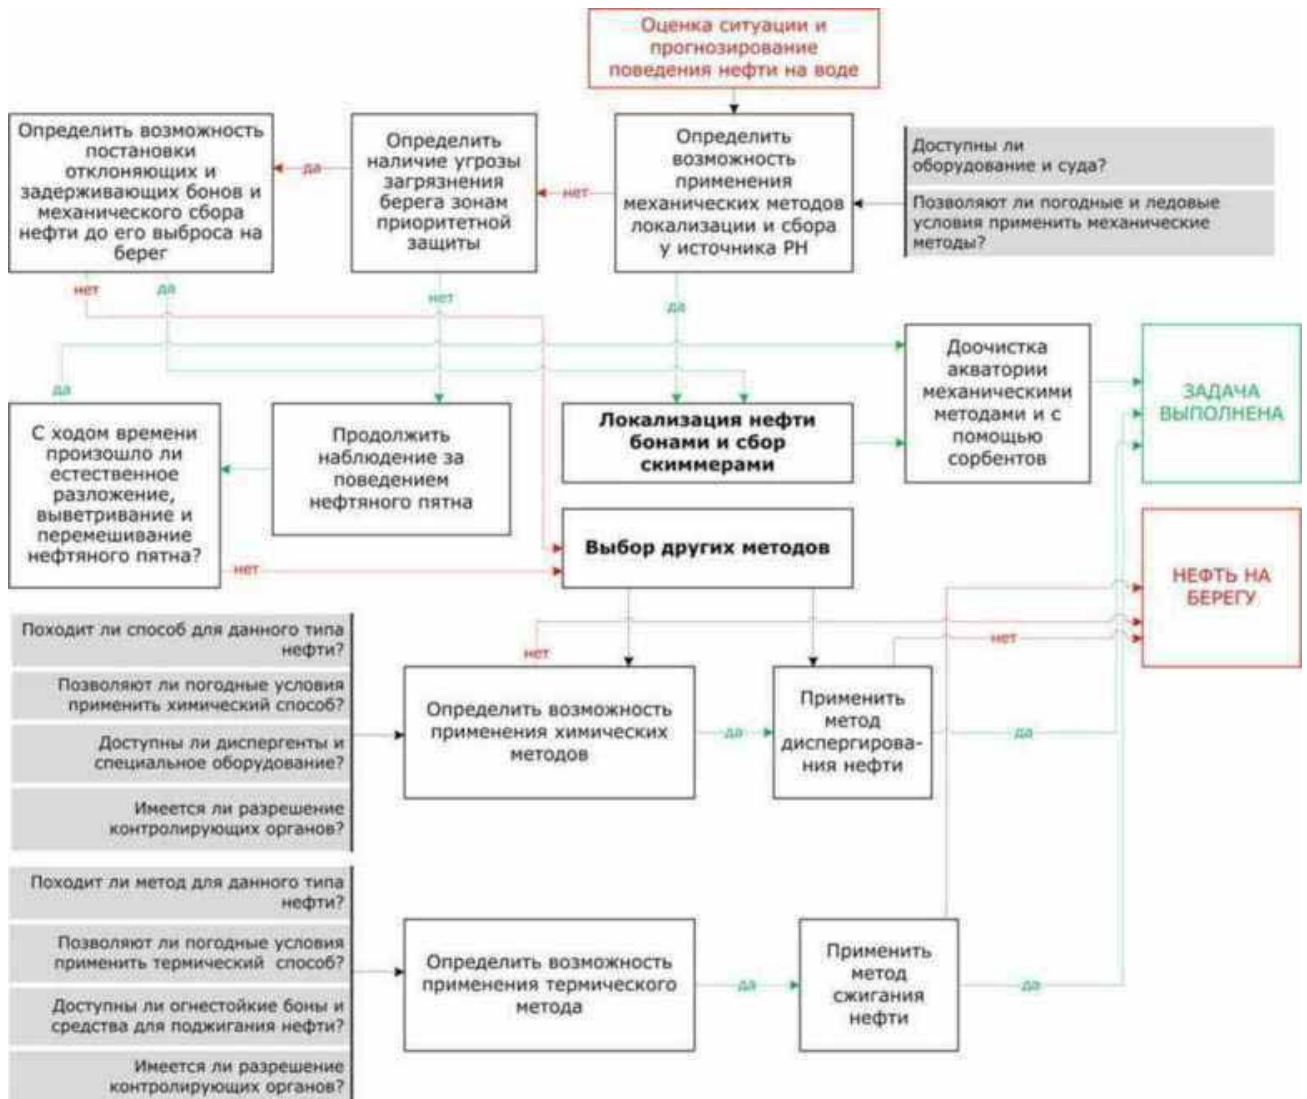 Оценка ситуации и
прогнозирование
поведения нефти на воде
Определить возможность
постановки
отклоняющих и
задерживающих бонов и
механического сбора
нефти до его выброса на
берег
да
Определить
наличие угрозы
загрязнения
берега зонам
приоритетной
защиты
нет
Определить
возможность
применения
механических методов
локализации и сбора
у источника РН
Доступны ли
оборудование и суда?
Позволяют ли погодные и ледовые
условия применить механические
методы?
нет
да
нет
да
да
С ходом времени
произошло ли
естественное
разложение,
выветривание и
перемешивание
нефтяного пятна?
Продолжить
наблюдение за
поведением
нефтяного пятна
Локализация нефти
бонами и сбор
скиммерами
Доочистка
акватории
механическими
методами и с
помощью
сорбентов
ЗАДАЧА
ВЫПОЛНЕНА
нет
Выбор других методов
НЕФТЬ НА
БЕРЕГУ
Походит ли способ для данного типа
нефти?
Позволяют ли погодные условия
применить химический способ?
Доступны ли диспергенты и
специальное оборудование?
Имеется ли разрешение
контролирующих органов?
нет
Определить возможность
применения химических
методов
да
Применить
метод
диспергирова-
ния нефти
нет
да
Походит ли метод для данного типа
нефти?
Позволяют ли погодные условия
применить термический способ?
Доступны ли огнестойкие боны и
средства для поджигания нефти?
Имеется ли разрешение
контролирующих органов?
Определить возможность
применения термического
метода
да
Применить
метод
сжигания
нефти
да